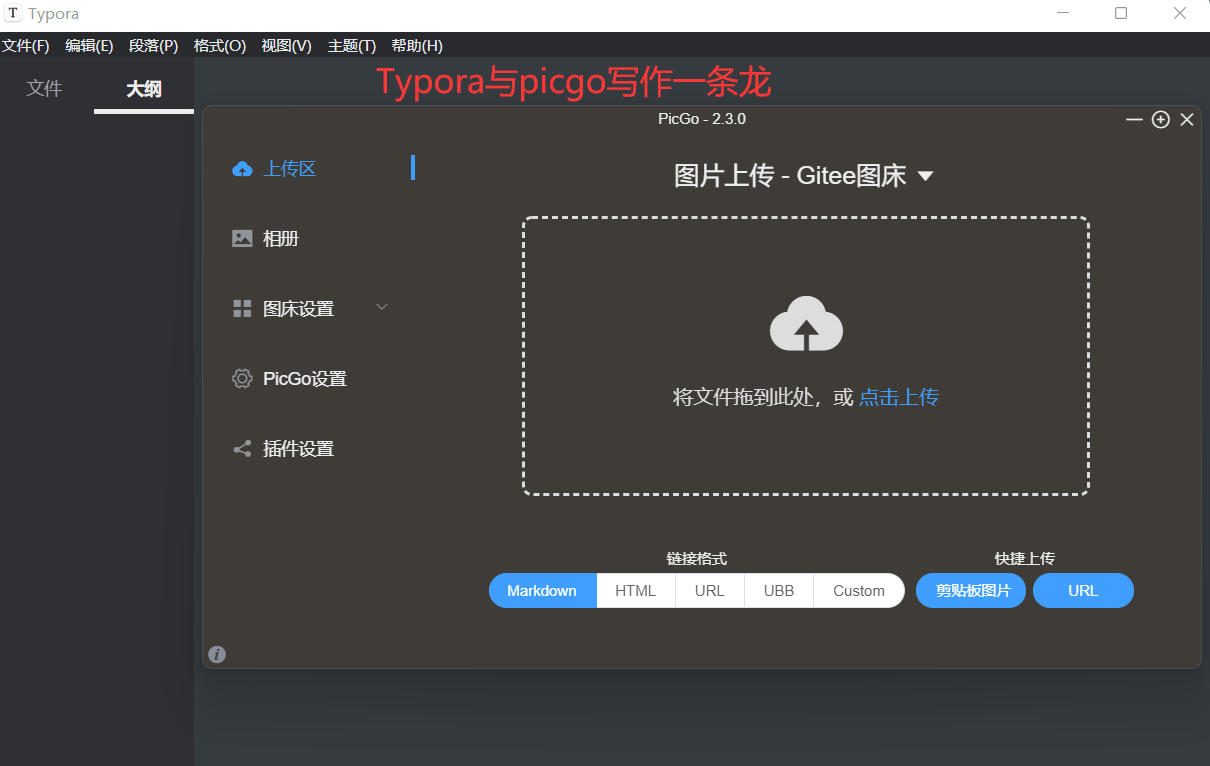 Typora
文件(F) 编辑(E) 段落(P) 格式(O) 视图(V) 主题(T) 帮助(H)
文件 大纲
Typora与picgo写作一条龙
PicGo - 2.3.0
上传区
相册
图床设置
PicGo设置
插件设置
图片上传 - Gitee图床
将文件拖到此处，或 点击上传
链接格式
Markdown HTML URL UBB Custom
快捷上传
剪贴板图片 URL